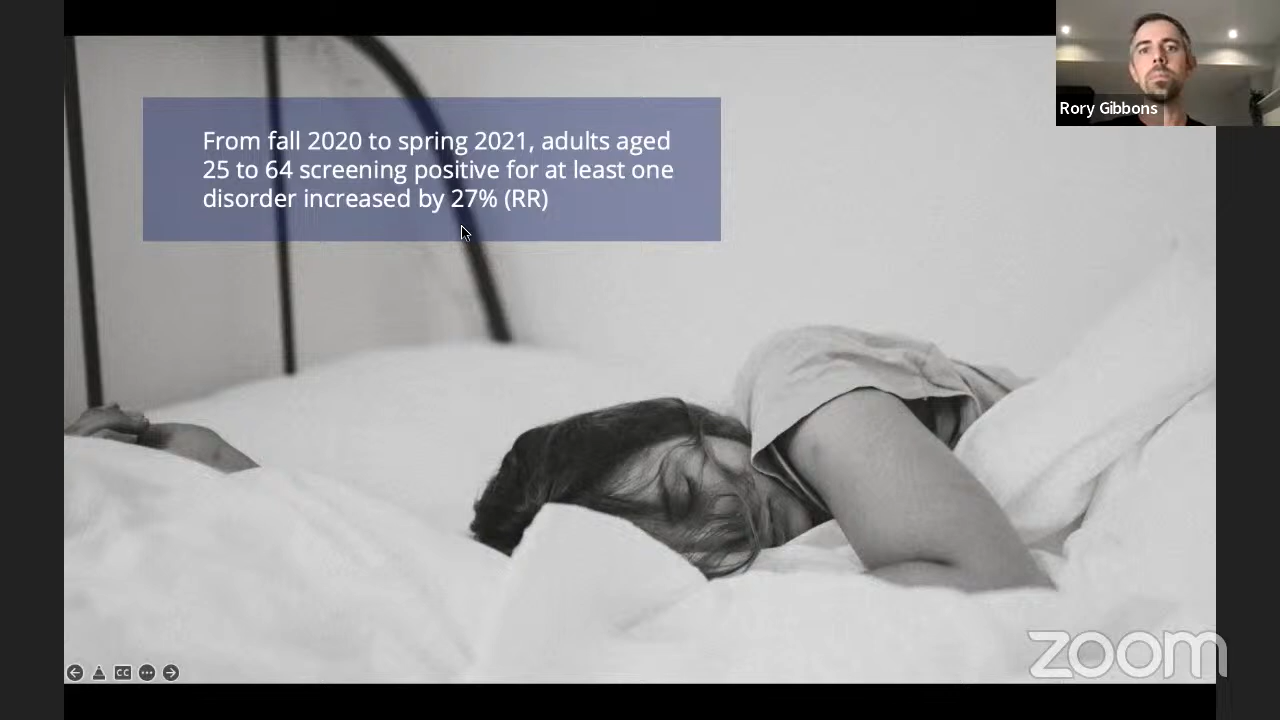 Rory Gibbons
From fall 2020 to spring 2021, adults aged
25 to 64 screening positive for at least one
disorder increased by 27% (RR)
CC
zoom